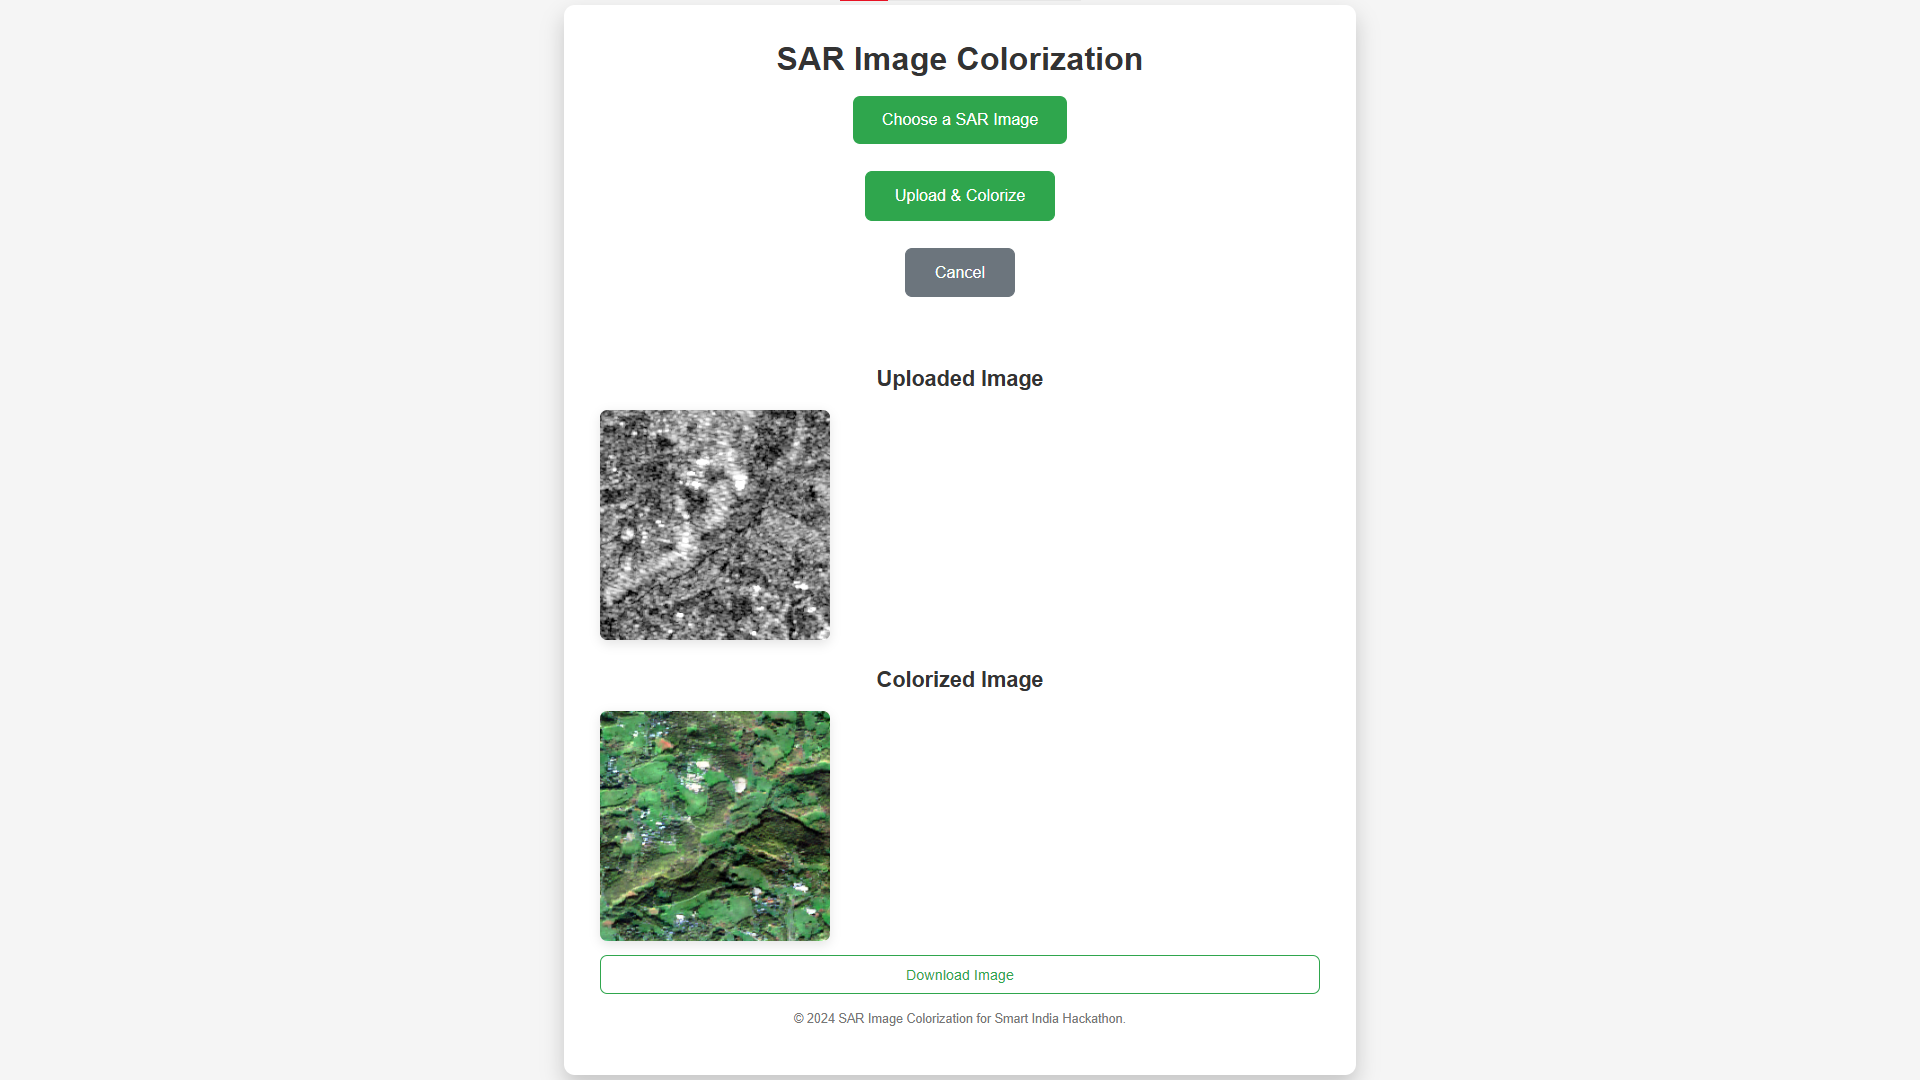 SAR Image Colorization
Choose a SAR Image
Upload & Colorize
Cancel
Uploaded Image
Colorized Image
Download Image
© 2024 SAR Image Colorization for Smart India Hackathon.